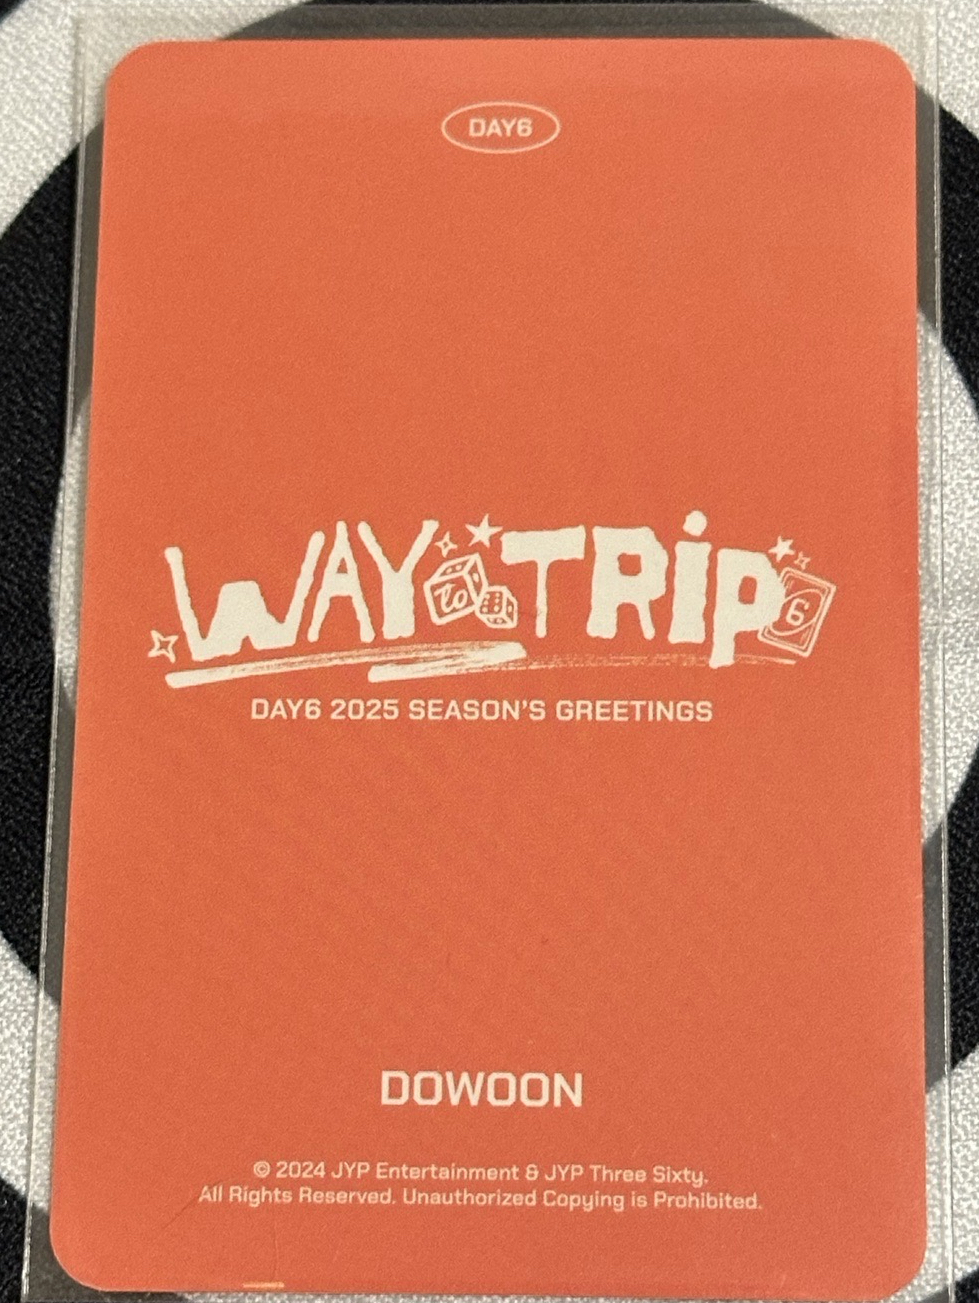 DAY6
WAY to TRiP
6
DAY6 2025 SEASON'S GREETINGS
DOWOON
© 2024 JYP Entertainment & JYP Three Sixty.
All Rights Reserved. Unauthorized Copying is Prohibited.